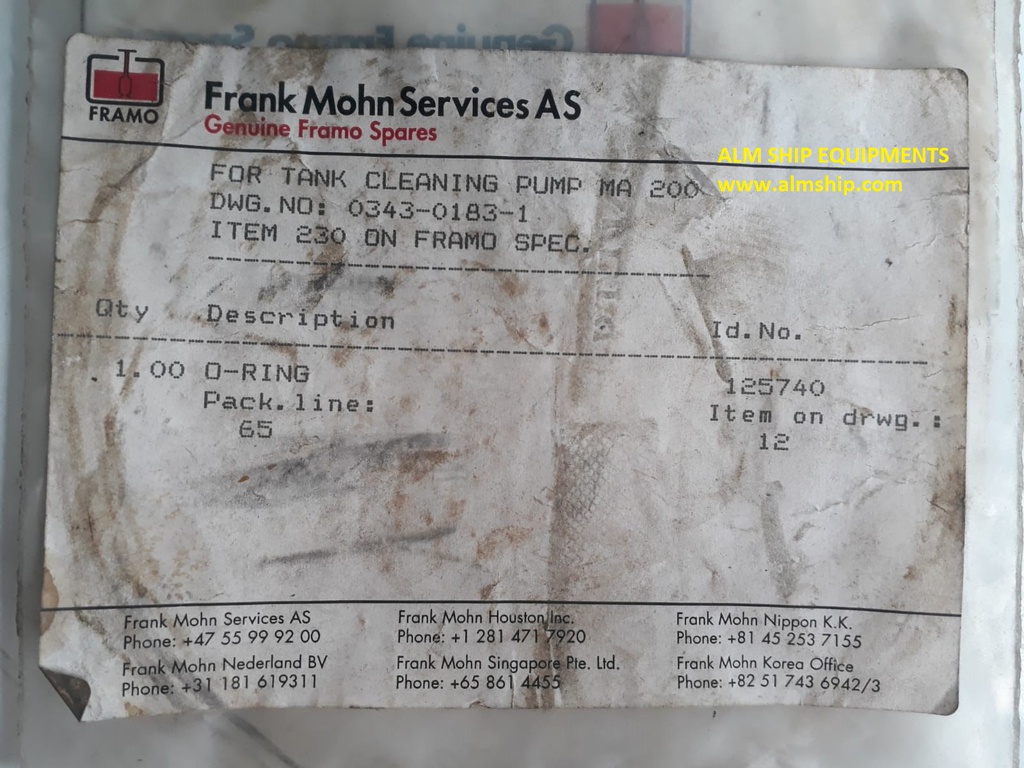 Genuine Framo Spares
FRAMO
Frank Mohn Services AS
Genuine Framo Spares
ALM SHIP EQUIPMENTS
www.almship.com
FOR TANK CLEANING PUMP MA 200
DWG.NO: 0343-0183-1
ITEM 230 ON FRAMO SPEC.
Qty Description Id.No.
1.00 O-RING 125740
Pack.line: Item on drwg.:
65 12
Frank Mohn Services AS
Phone: +47 55 99 92 00
Frank Mohn Houston Inc.
Phone: +1 281 471 7920
Frank Mohn Nippon K.K.
Phone: +81 45 253 7155
Frank Mohn Nederland BV
Phone: +31 181 619311
Frank Mohn Singapore Pte. Ltd.
Phone: +65 861 4455
Frank Mohn Korea Office
Phone: +82 51 743 6942/3